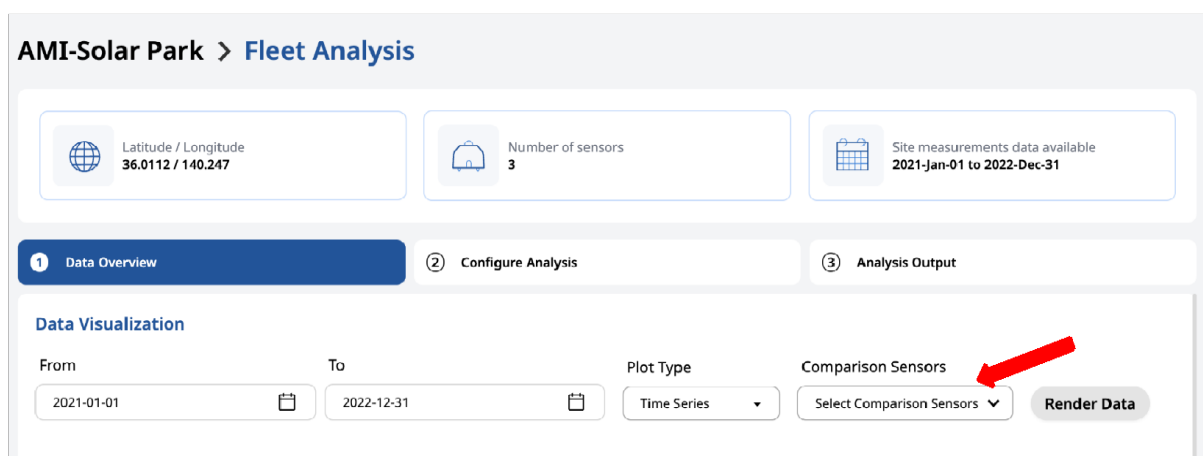 AMI-Solar Park > Fleet Analysis
Latitude / Longitude
36.0112 / 140.247
Number of sensors
3
Site measurements data available
2021-Jan-01 to 2022-Dec-31
1 Data Overview
2 Configure Analysis
3 Analysis Output
Data Visualization
From
To
Plot Type
Comparison Sensors
2021-01-01
2022-12-31
Time Series
Select Comparison Sensors
Render Data